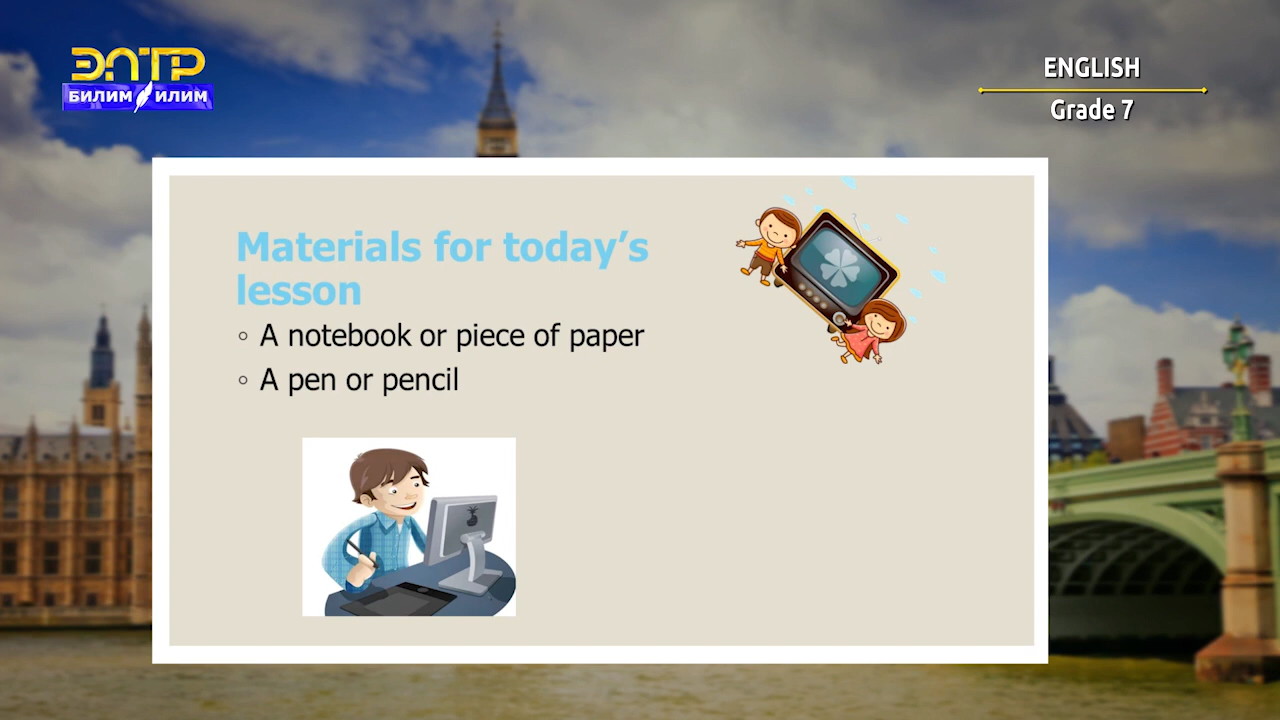 ЭЛТР
БИЛИМ ИЛИМ
ENGLISH
Grade 7
Materials for today’s
lesson
◦ A notebook or piece of paper
◦ A pen or pencil